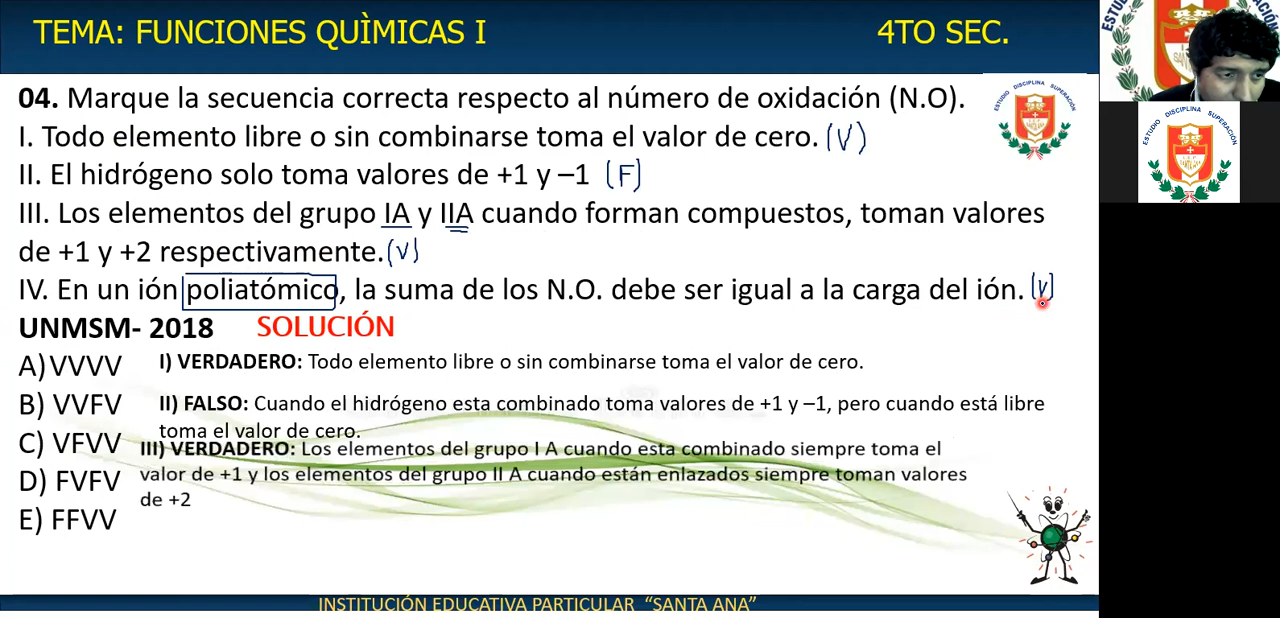 TEMA: FUNCIONES QUÌMICAS I
4TO SEC.
04. Marque la secuencia correcta respecto al número de oxidación (N.O).
I. Todo elemento libre o sin combinarse toma el valor de cero. (V)
II. El hidrógeno solo toma valores de +1 y –1 (F)
III. Los elementos del grupo IA y IIA cuando forman compuestos, toman valores
de +1 y +2 respectivamente. (V)
IV. En un ión poliatómico, la suma de los N.O. debe ser igual a la carga del ión. (V)
UNMSM- 2018
SOLUCIÓN
A) VVVV
I) VERDADERO: Todo elemento libre o sin combinarse toma el valor de cero.
B) VVFV
II) FALSO: Cuando el hidrógeno esta combinado toma valores de +1 y –1, pero cuando está libre
toma el valor de cero.
C) VFVV
III) VERDADERO: Los elementos del grupo I A cuando esta combinado siempre toma el
valor de +1 y los elementos del grupo II A cuando están enlazados siempre toman valores
de +2
D) FVFV
E) FFVV
INSTITUCIÓN EDUCATIVA PARTICULAR “SANTA ANA”
ESTUDIO DISCIPLINA SUPERACIÓN
ESTUDIO DISCIPLINA SUPERACIÓN